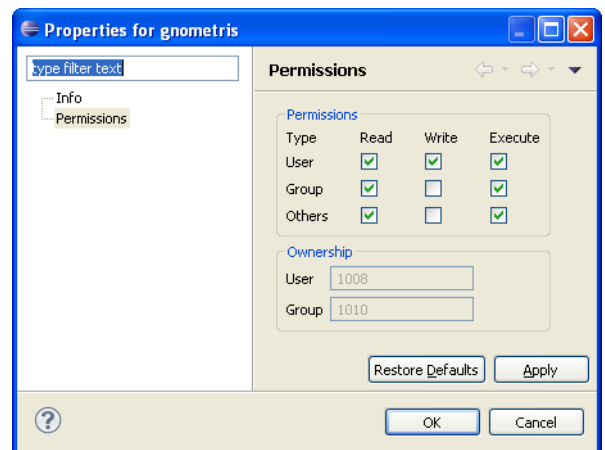 Properties for gnometris
type filter text
Info
Permissions
Permissions
Permissions
Type Read Write Execute
User
Group
Others
Ownership
User 1008
Group 1010
Restore Defaults Apply
? OK Cancel